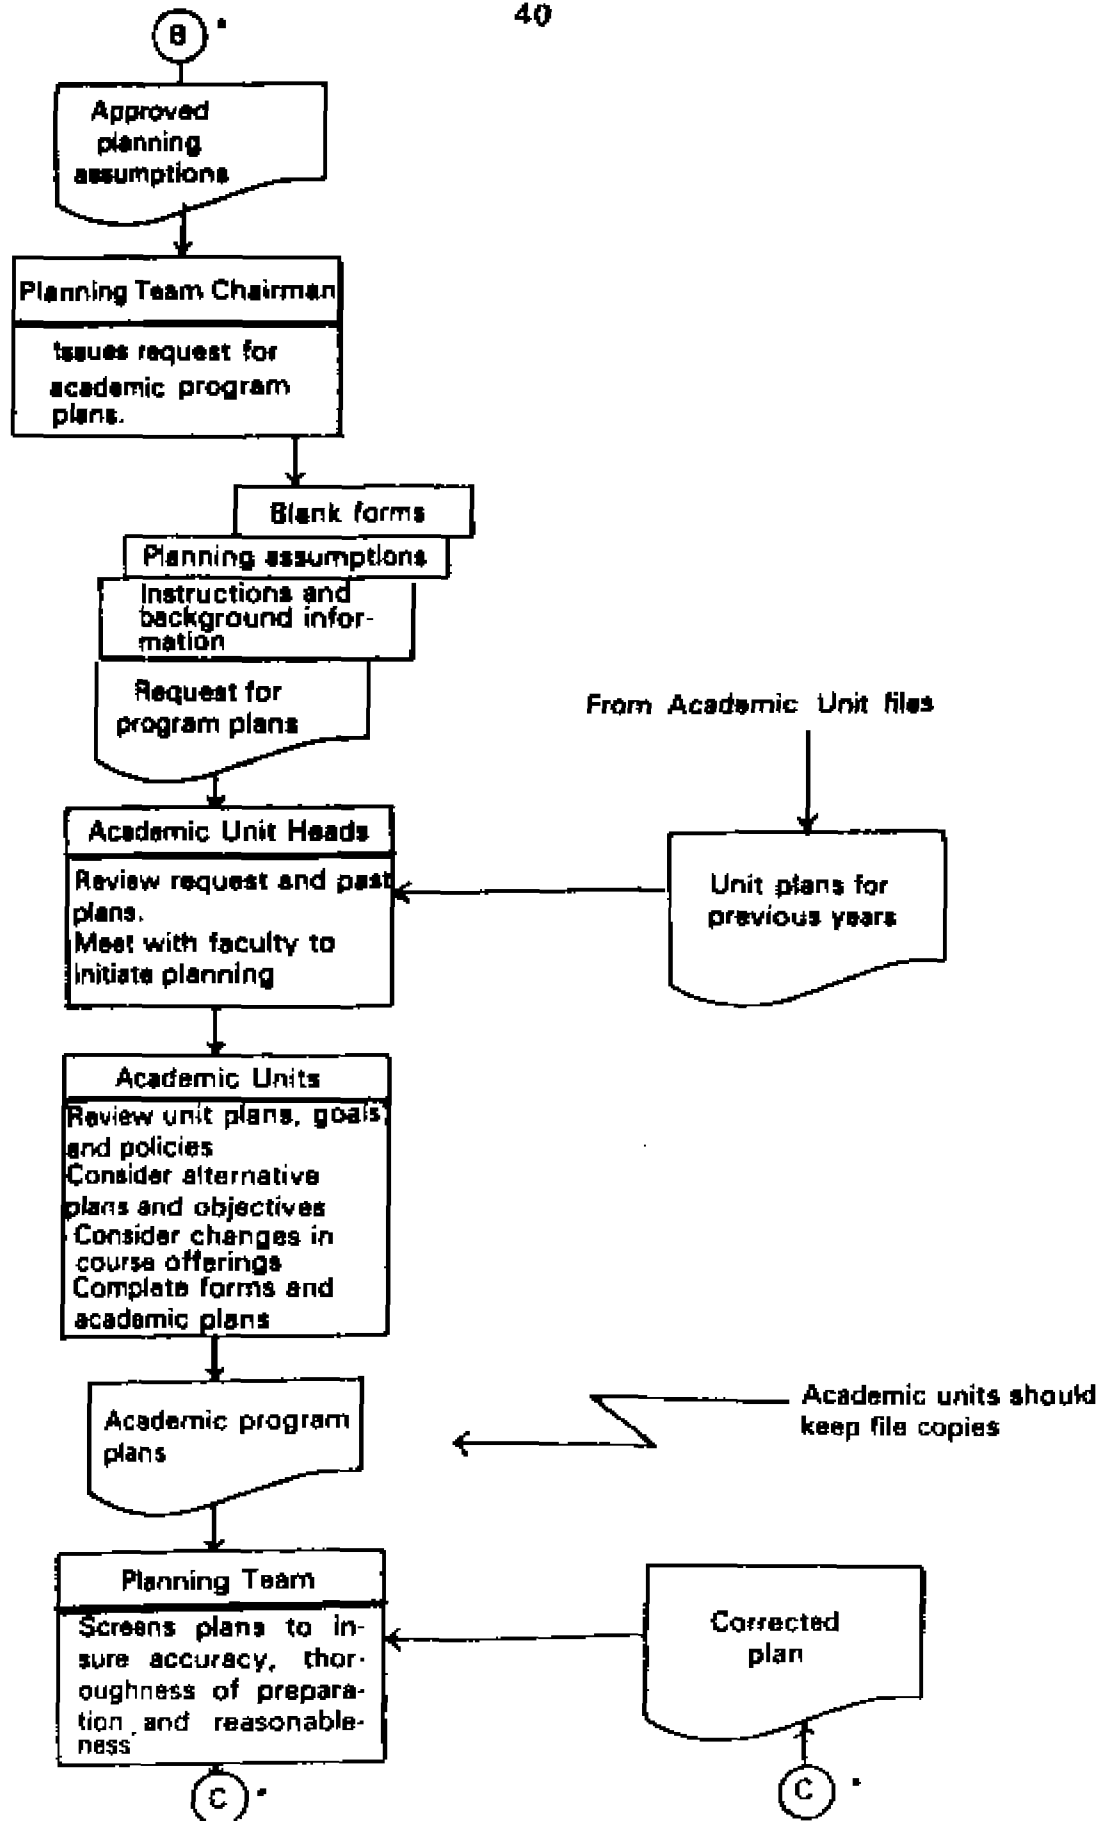 40
B *
Approved
planning
assumptions
Planning Team Chairman
Issues request for
academic program
plans.
Blank forms
Planning assumptions
Instructions and
background infor-
mation
Request for
program plans
From Academic Unit files
Academic Unit Heads
Review request and past
plans.
Meet with faculty to
initiate planning
Unit plans for
previous years
Academic Units
Review unit plans, goals,
and policies
Consider alternative
plans and objectives
Consider changes in
course offerings
Complete forms and
academic plans
Academic program
plans
Academic units should
keep file copies
Planning Team
Screens plans to in-
sure accuracy, thor-
oughness of prepara-
tion and reasonable-
ness
Corrected
plan
C *
C *